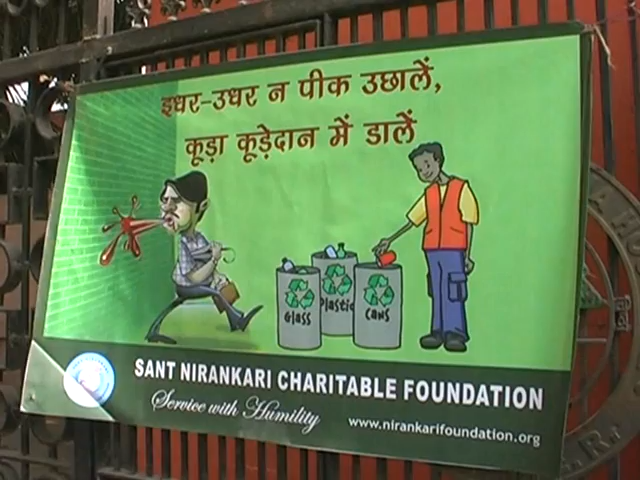 इधर-उधर न पीक उछालें,
कूड़ा कूड़ेदान में डालें
Glass
Plastic
Cans
SANT NIRANKARI CHARITABLE FOUNDATION
Service with Humility
www.nirankarifoundation.org